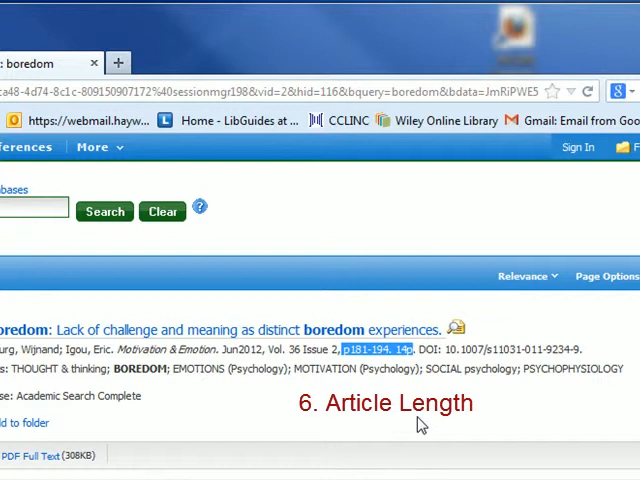 : boredom
ca48-4d74-8c1c-809150907172%40sessionmgr198&vid=2&hid=116&bquery=boredom&bdata=JmRiPWE5
https://webmail.hayw... Home - LibGuides at ... CCLINC Wiley Online Library Gmail: Email from Goo
erences More Sign In F
bases
Search Clear ?
Relevance Page Options
oredom: Lack of challenge and meaning as distinct boredom experiences.
urg, Wijnand; Igou, Eric. Motivation & Emotion. Jun2012, Vol. 36 Issue 2, p181-194. 14p. DOI: 10.1007/s11031-011-9234-9.
s: THOUGHT & thinking; BOREDOM; EMOTIONS (Psychology); MOTIVATION (Psychology); SOCIAL psychology; PSYCHOPHYSIOLOGY
se: Academic Search Complete
6. Article Length
dd to folder
PDF Full Text (308KB)